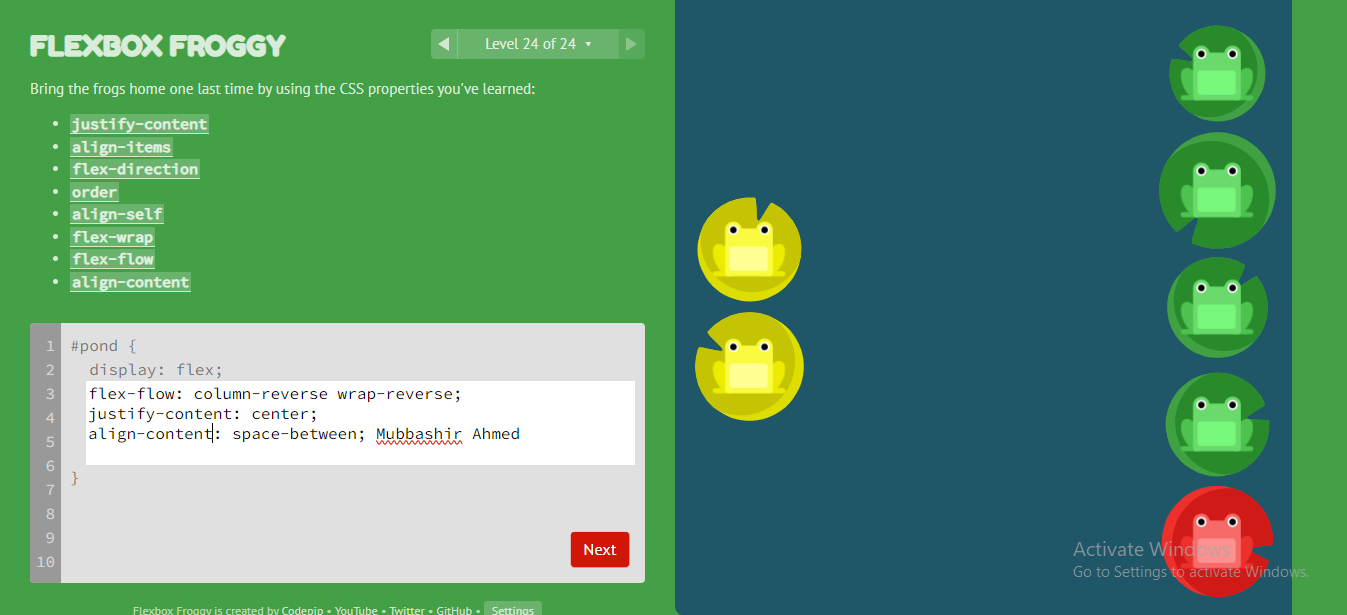 FLEXBOX FROGGY
◀ Level 24 of 24 ▾ ▶
Bring the frogs home one last time by using the CSS properties you've learned:
• justify-content
• align-items
• flex-direction
• order
• align-self
• flex-wrap
• flex-flow
• align-content
1 #pond {
2 display: flex;
3 flex-flow: column-reverse wrap-reverse;
4 justify-content: center;
5 align-content: space-between; Mubbashir Ahmed
6
7 }
8
9
10
Next
Flexbox Froggy is created by Codepip • YouTube • Twitter • GitHub • Settings
Activate Windows
Go to Settings to activate Windows.